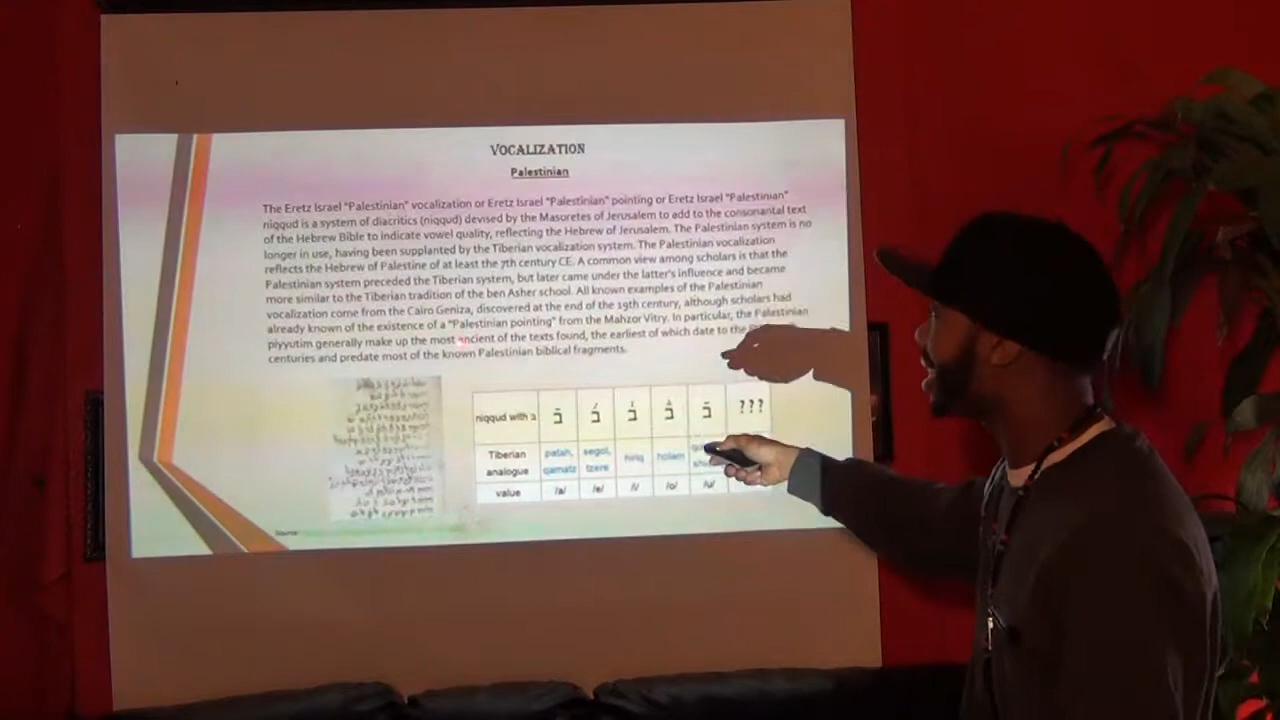 VOCALIZATION
Palestinian
The Eretz Israel "Palestinian" vocalization or Eretz Israel "Palestinian" pointing or Eretz Israel "Palestinian"
niqqud is a system of diacritics (niqqud) devised by the Masoretes of Jerusalem to add to the consonantal text
of the Hebrew Bible to indicate vowel quality, reflecting the Hebrew of Jerusalem. The Palestinian system is no
longer in use, having been supplanted by the Tiberian vocalization system. The Palestinian vocalization
reflects the Hebrew of Palestine of at least the 7th century CE. A common view among scholars is that the
Palestinian system preceded the Tiberian system, but later came under the latter's influence and became
more similar to the Tiberian tradition of the ben Asher school. All known examples of the Palestinian
vocalization come from the Cairo Geniza, discovered at the end of the 19th century, although scholars had
already known of the existence of a "Palestinian pointing" from the Mahzor Vitry. In particular, the Palestinian
piyyutim generally make up the most ancient of the texts found, the earliest of which date to the
centuries and predate most of the known Palestinian biblical fragments.
niqqud with ב ב ב ב ב ב ???
Tiberian analogue patah, qamatz segol, tzere hiriq holam
value /a/ /e/ /i/ /o/ /u/
Source